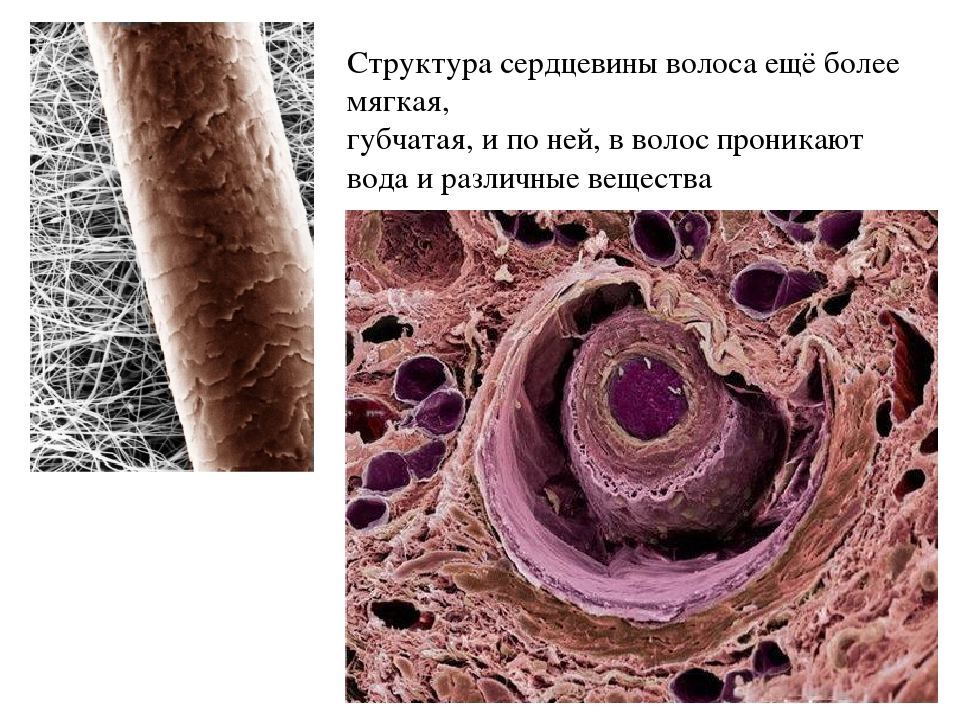 Структура сердцевины волоса ещё более
мягкая,
губчатая, и по ней, в волос проникают
вода и различные вещества